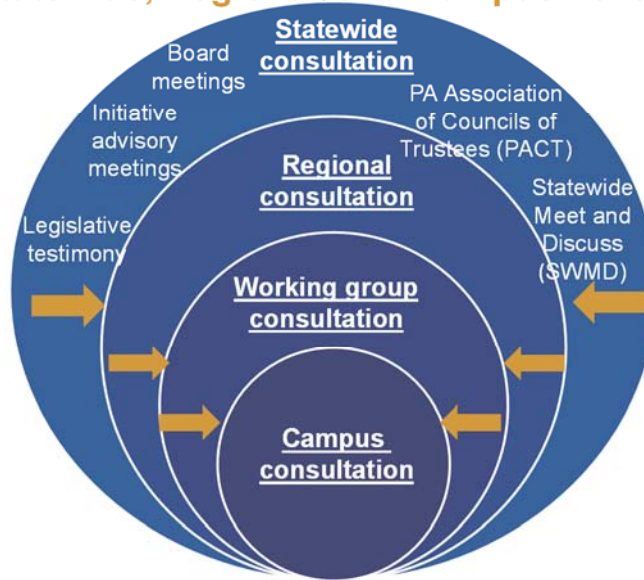 Statewide
consultation
Board
meetings
Initiative
advisory
meetings
Legislative
testimony
PA Association
of Councils of
Trustees (PACT)
Statewide
Meet and
Discuss
(SWMD)
Regional
consultation
Working group
consultation
Campus
consultation